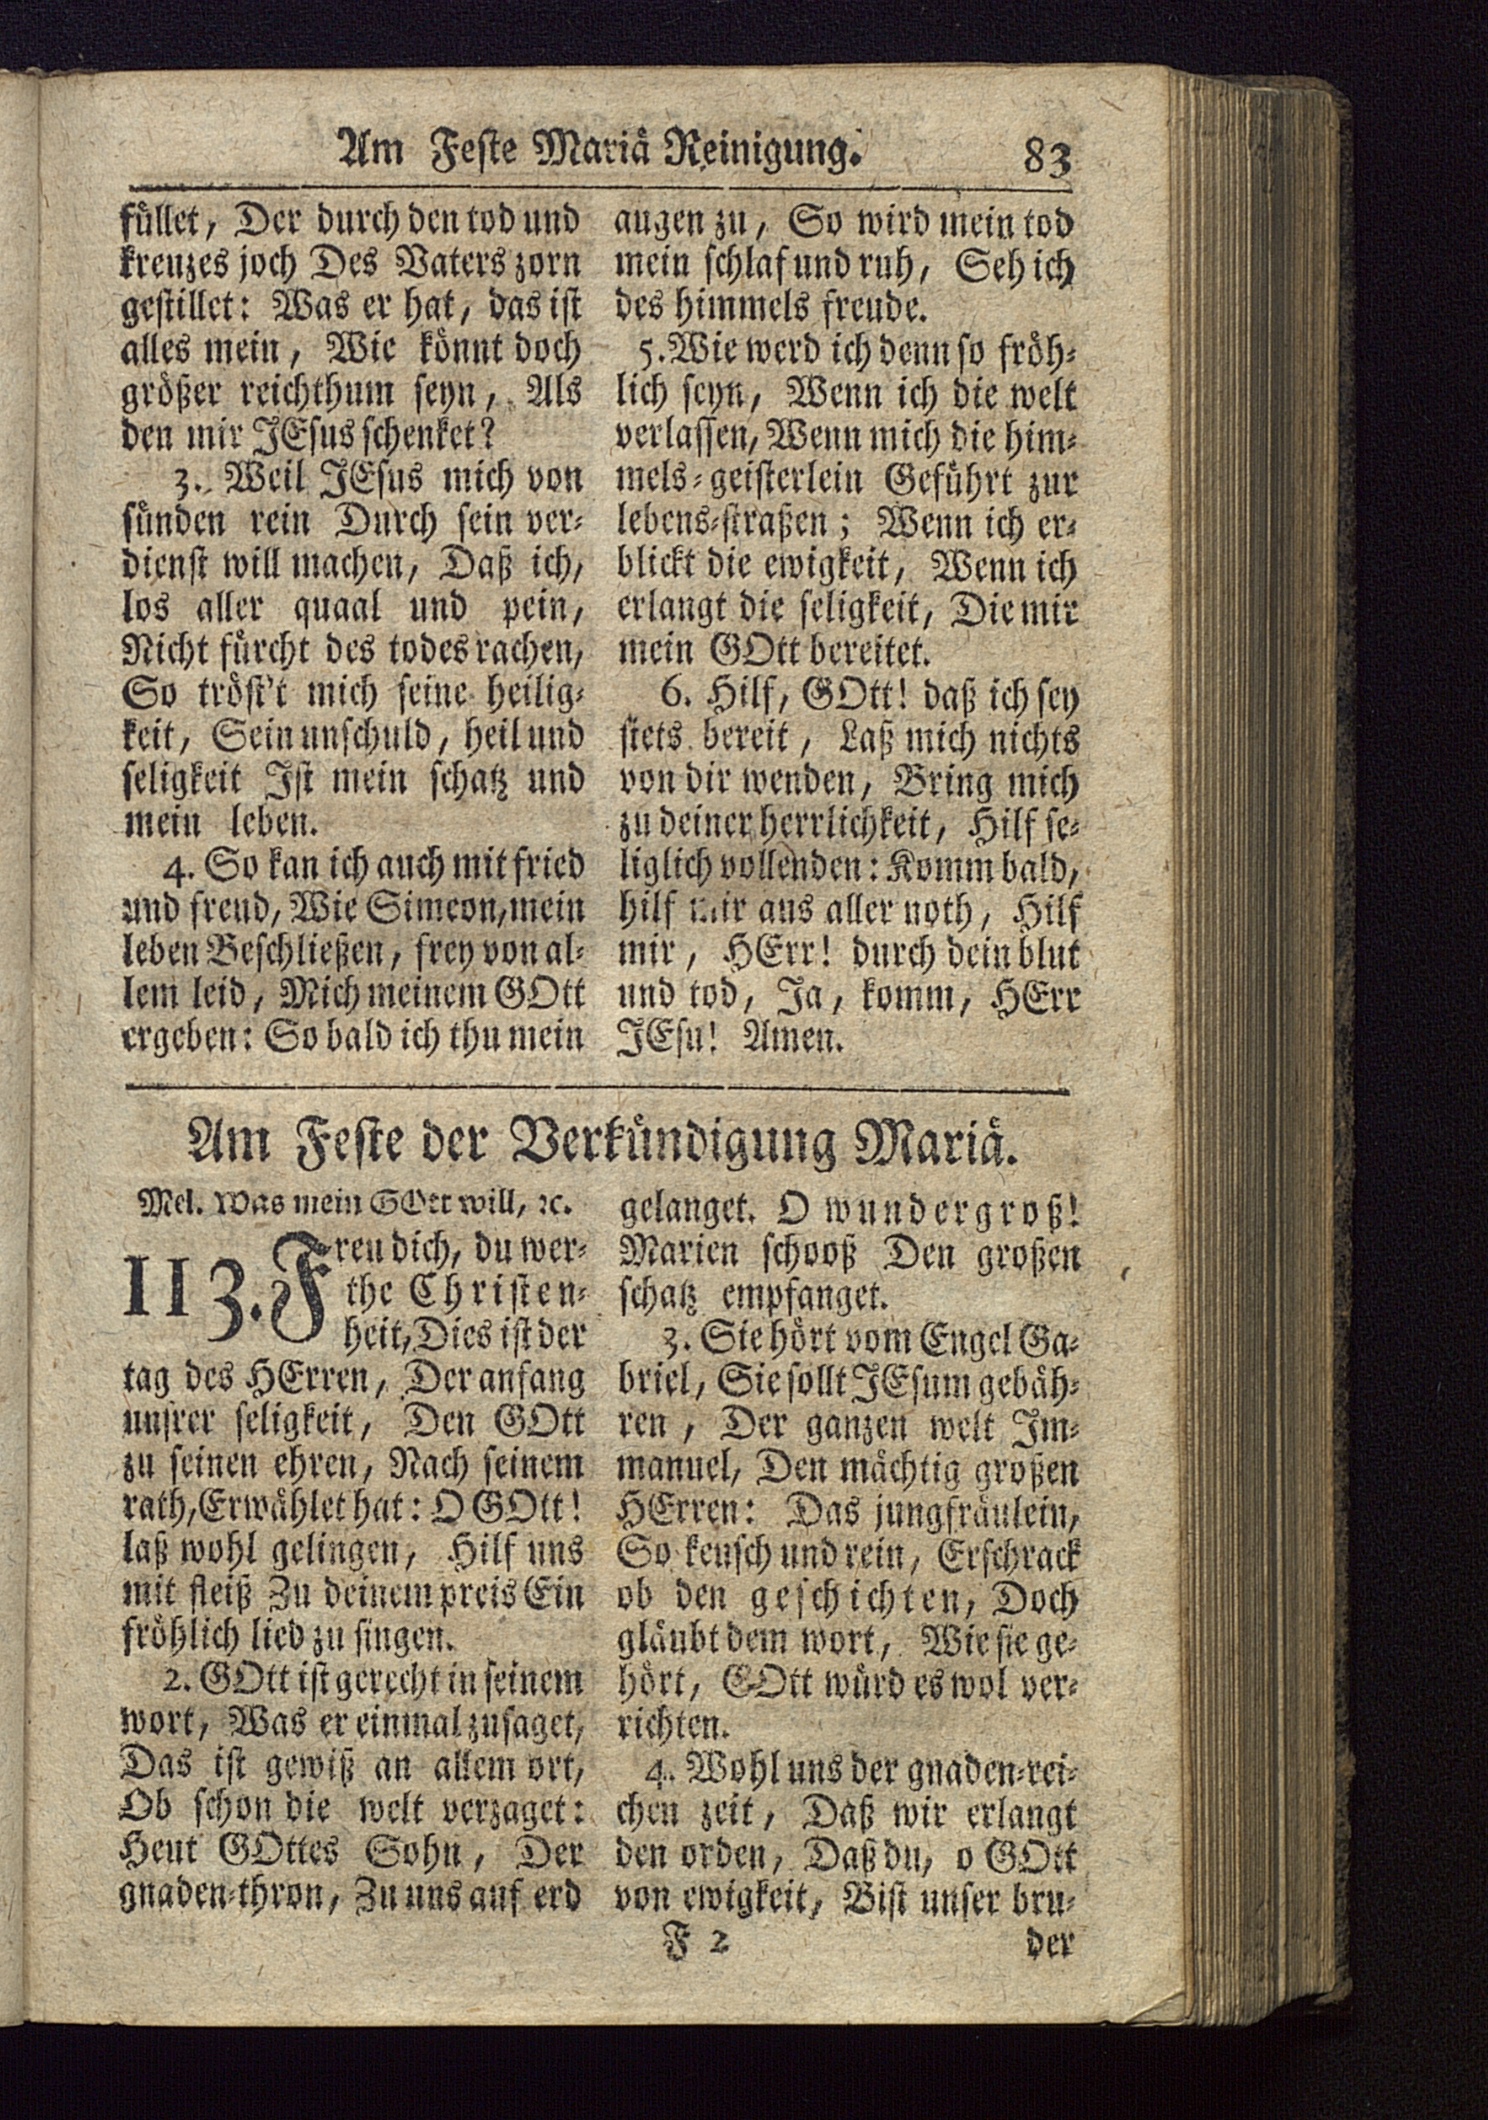 Am Feste Mariä Reinigung. 83
füllet, Der durch den tod und
kreuzes joch Des Vaters zorn
gestillet: Was er hat, das ist
alles mein, Wie könnt doch
größer reichthum seyn, Als
den mir JEsus schenket?
3. Weil JEsus mich von
sünden rein Durch sein ver-
dienst will machen, Daß ich,
los aller quaal und pein,
Nicht fürcht des todes rachen,
So tröst't mich seine heilig-
keit, Sein unschuld, heil und
seligkeit Ist mein schatz und
mein leben.
4. So kan ich auch mit fried
und freud, Wie Simeon, mein
leben Beschließen, frey von al-
lem leid, Mich meinem GOtt
ergeben: So bald ich thu mein
augen zu, So wird mein tod
mein schlaf und ruh, Seh ich
des himmels freude.
5. Wie werd ich denn so fröh-
lich seyn, Wenn ich die welt
verlassen, Wenn mich die him-
mels-geisterlein Geführt zur
lebens-straßen; Wenn ich er-
blickt die ewigkeit, Wenn ich
erlangt die seligkeit, Die mir
mein GOtt bereitet.
6. Hilf, GOtt! daß ich sey
stets bereit, Laß mich nichts
von dir wenden, Bring mich
zu deiner herrlichkeit, Hilf se-
liglich vollenden: Komm bald,
hilf mir aus aller noth, Hilf
mir, HErr! durch dein blut
und tod, Ja, komm, HErr
JEsu! Amen.
Am Feste der Verkündigung Mariä.
Mel. Was mein GOtt will, ꝛc.
113. Freu dich, du wer-
the Christen-
heit, Dies ist der
tag des HErren, Der anfang
unsrer seligkeit, Den GOtt
zu seinen ehren, Nach seinem
rath, Erwählet hat: O GOtt!
laß wohl gelingen, Hilf uns
mit fleiß Zu deinem preis Ein
fröhlich lied zu singen.
2. GOtt ist gerecht in seinem
wort, Was er einmal zusaget,
Das ist gewiß an allem ort,
Ob schon die welt verzaget:
Heut GOttes Sohn, Der
gnaden-thron, Zu uns auf erd
gelanget. O wundergroß!
Marien schooß Den großen
schatz empfanget.
3. Sie hört vom Engel Ga-
briel, Sie sollt JEsum gebäh-
ren, Der ganzen welt Im-
manuel, Den mächtig großen
HErren: Das jungfräulein,
So keusch und rein, Erschrack
ob den geschichten, Doch
gläubt dem wort, Wie sie ge-
hört, GOtt würd es wol ver-
richten.
4. Wohl uns der gnaden-rei-
chen zeit, Daß wir erlangt
den orden, Daß du, o GOtt
von ewigkeit, Bist unser bru-
F 2 der